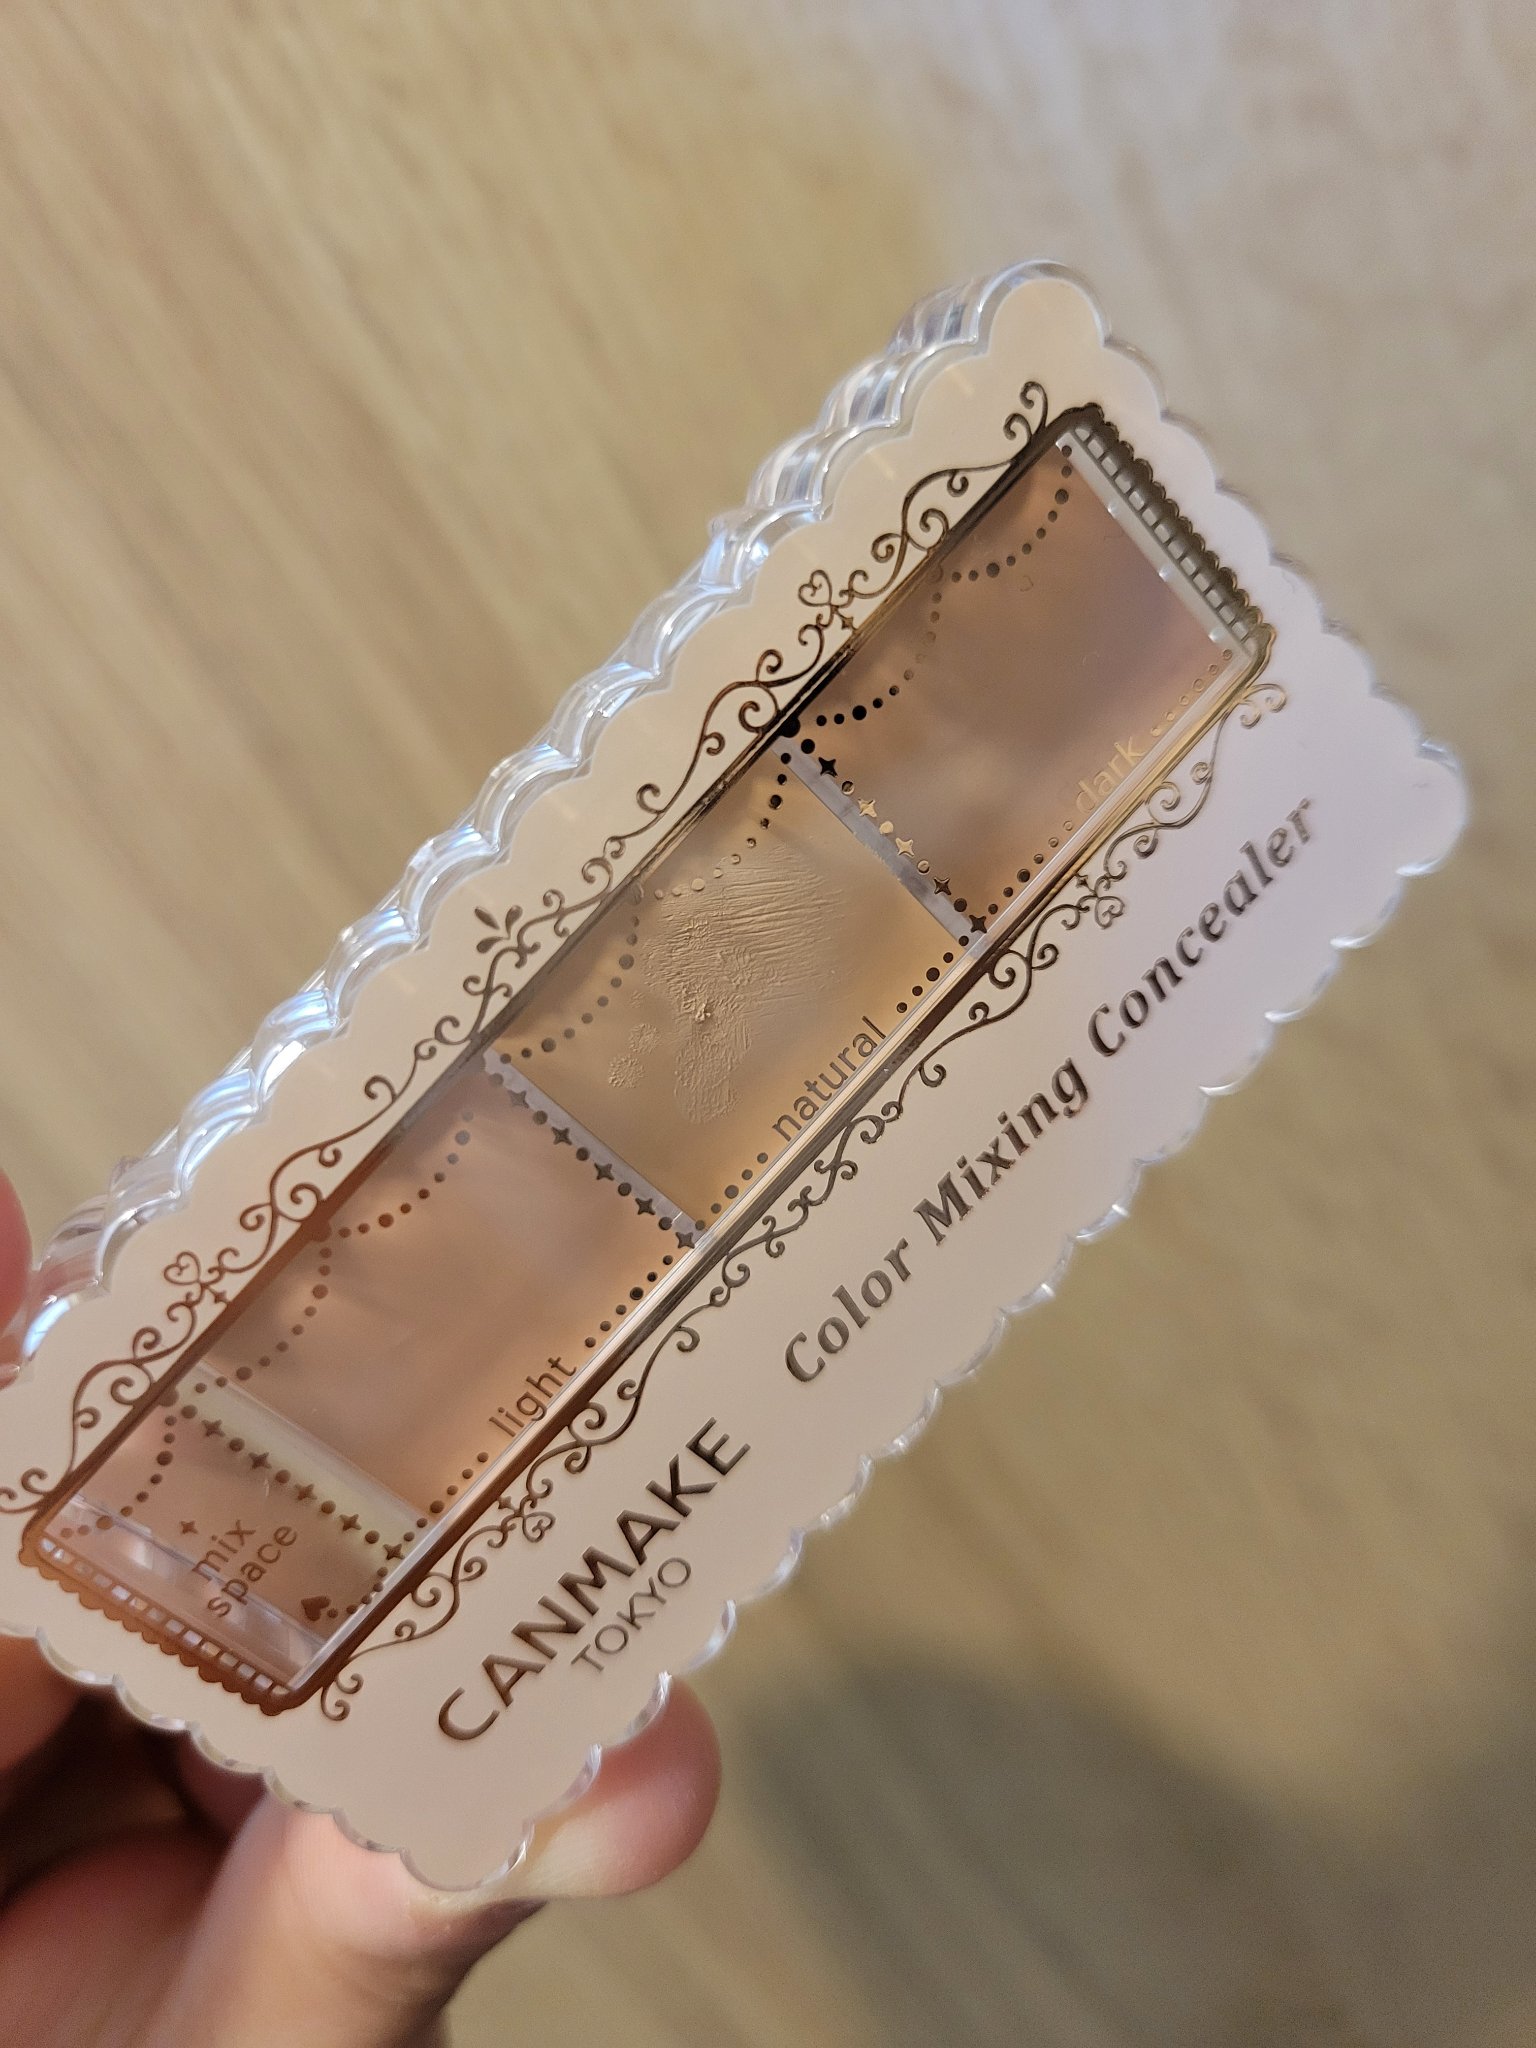 dark
natural
light
mix
space
Color Mixing Concealer
CANMAKE
TOKYO